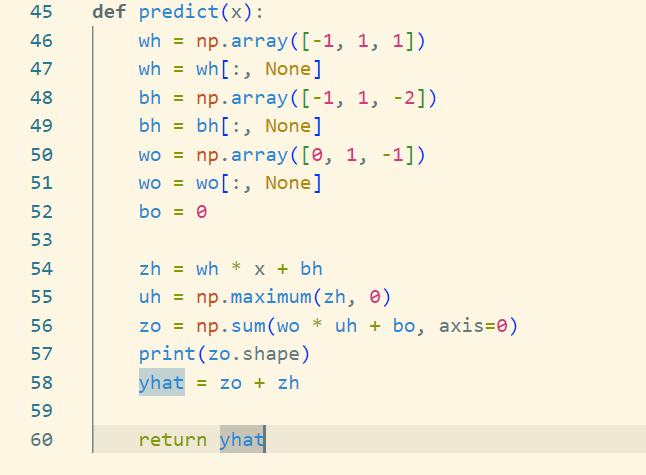 45 def predict(x):
46     wh = np.array([-1, 1, 1])
47     wh = wh[:, None]
48     bh = np.array([-1, 1, -2])
49     bh = bh[:, None]
50     wo = np.array([0, 1, -1])
51     wo = wo[:, None]
52     bo = 0
53
54     zh = wh * x + bh
55     uh = np.maximum(zh, 0)
56     zo = np.sum(wo * uh + bo, axis=0)
57     print(zo.shape)
58     yhat = zo + zh
59
60     return yhat